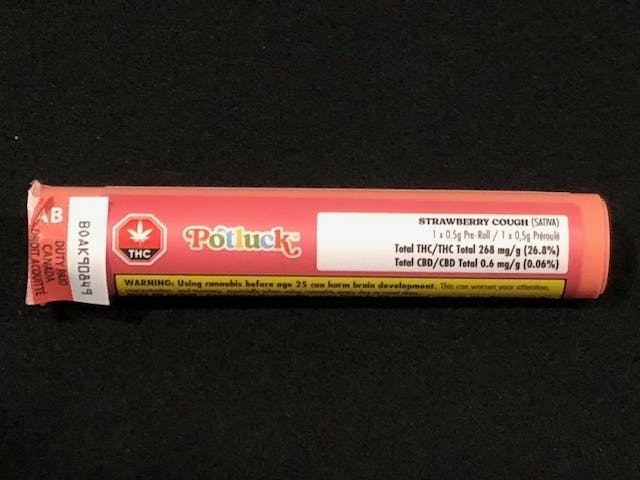 AB
DUTY PAID
CANADA
DROIT ACQUITTÉ
BOAK90849
THC
Potluck
STRAWBERRY COUGH (SATIVA)
1 x 0.5g Pre-Roll / 1 x 0,5g Préroulé
Total THC/THC Total 268 mg/g (26.8%)
Total CBD/CBD Total 0.6 mg/g (0.06%)
WARNING: Using cannabis before age 25 can harm brain development. This can worsen your attention,